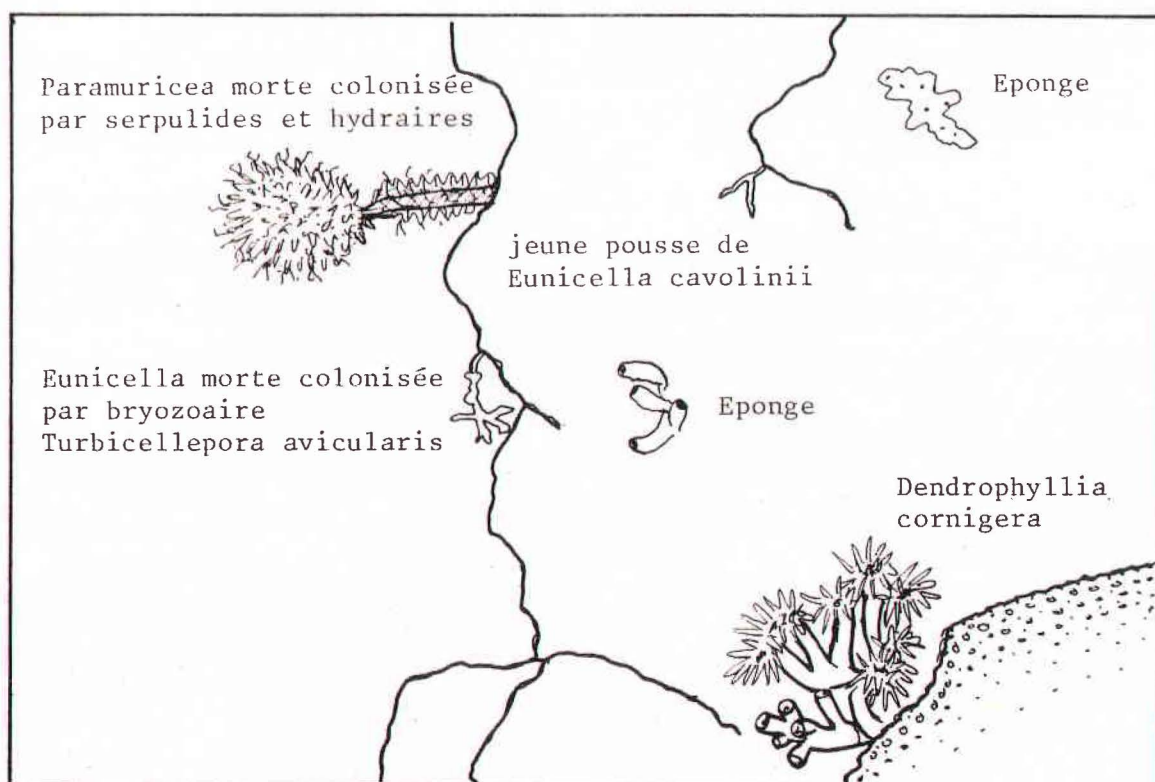 Paramuricea morte colonisée
par serpulides et hydraires
Eponge
jeune pousse de
Eunicella cavolinii
Eunicella morte colonisée
par bryozoaire
Turbicellepora avicularis
Eponge
Dendrophyllia
cornigera